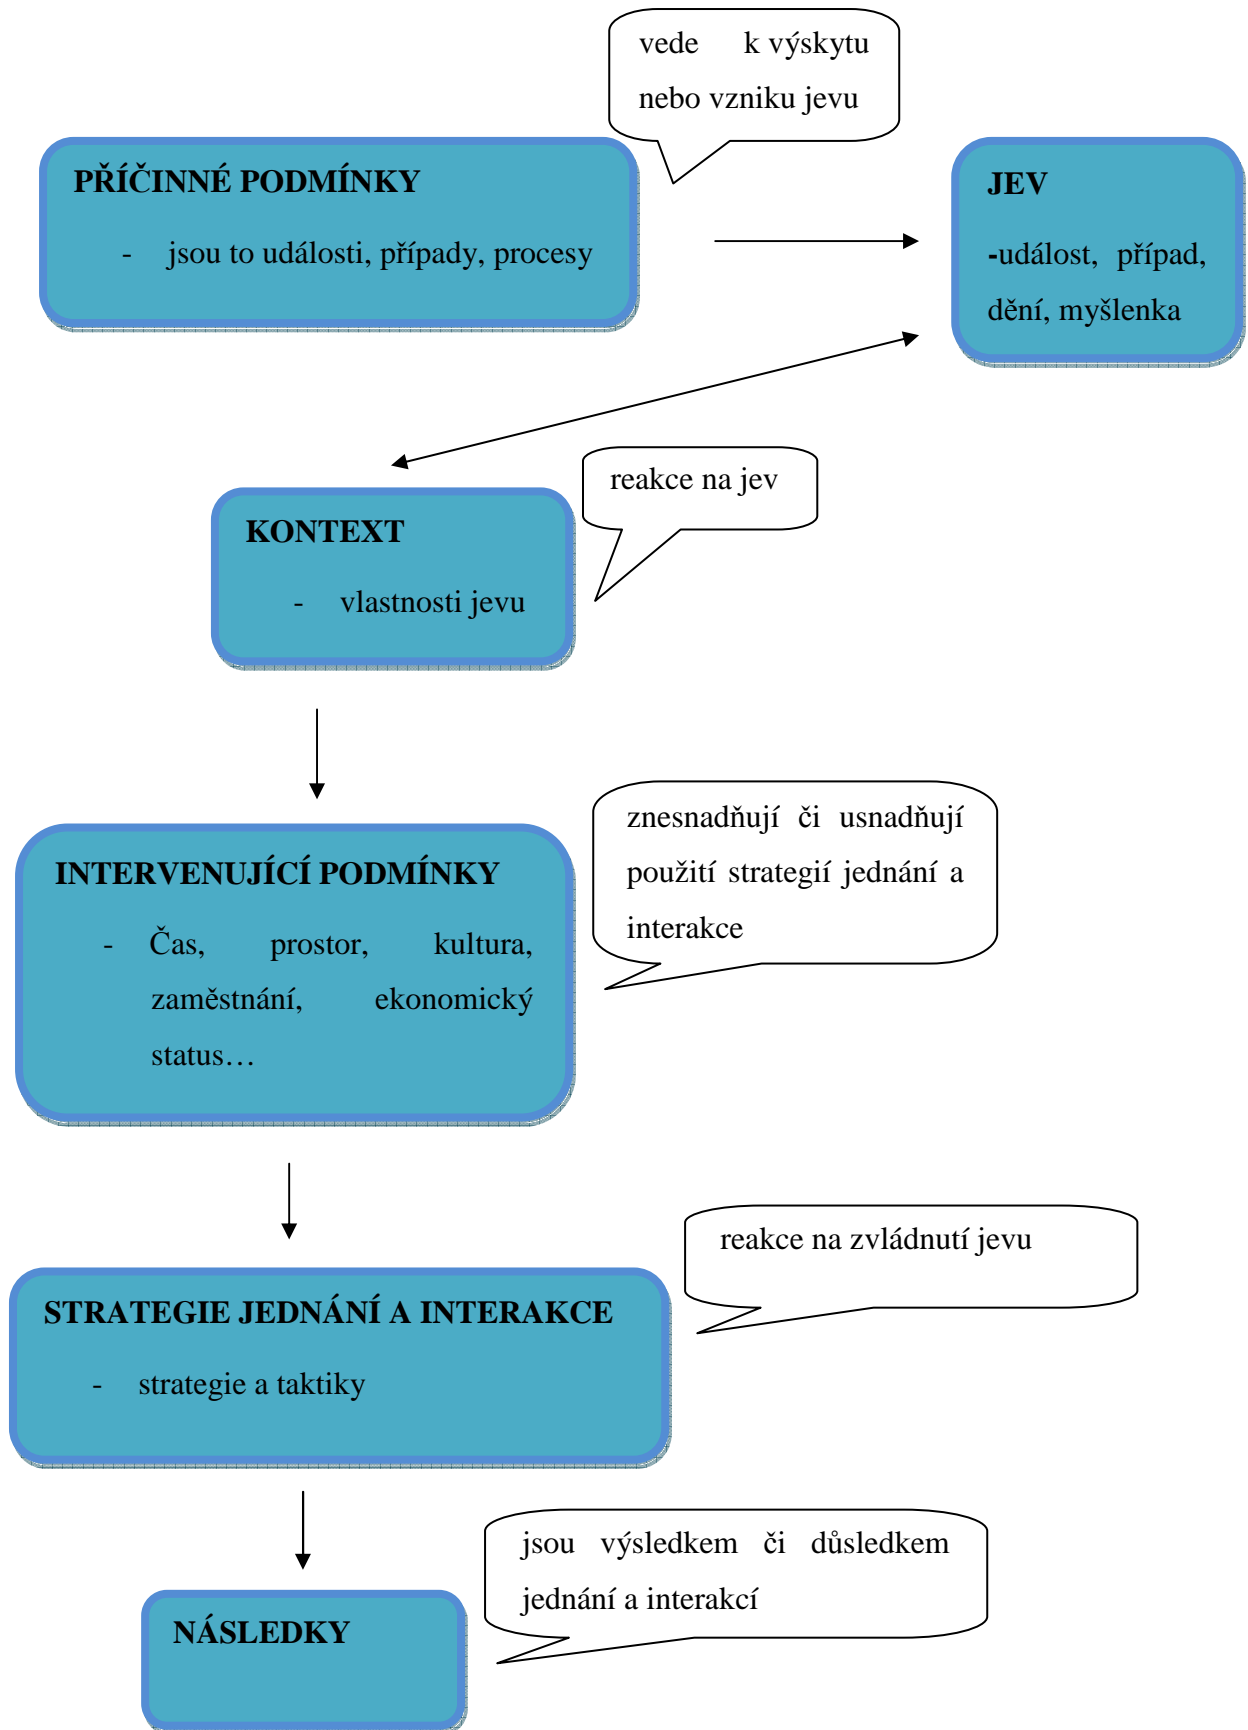 vede k výskytu
nebo vzniku jevu
PŘÍČINNÉ PODMÍNKY
- jsou to události, případy, procesy
JEV
-událost, případ,
dění, myšlenka
reakce na jev
KONTEXT
- vlastnosti jevu
znesnadňují či usnadňují
použití strategií jednání a
interakce
INTERVENUJÍCÍ PODMÍNKY
- Čas, prostor, kultura,
zaměstnání, ekonomický
status…
reakce na zvládnutí jevu
STRATEGIE JEDNÁNÍ A INTERAKCE
- strategie a taktiky
jsou výsledkem či důsledkem
jednání a interakcí
NÁSLEDKY